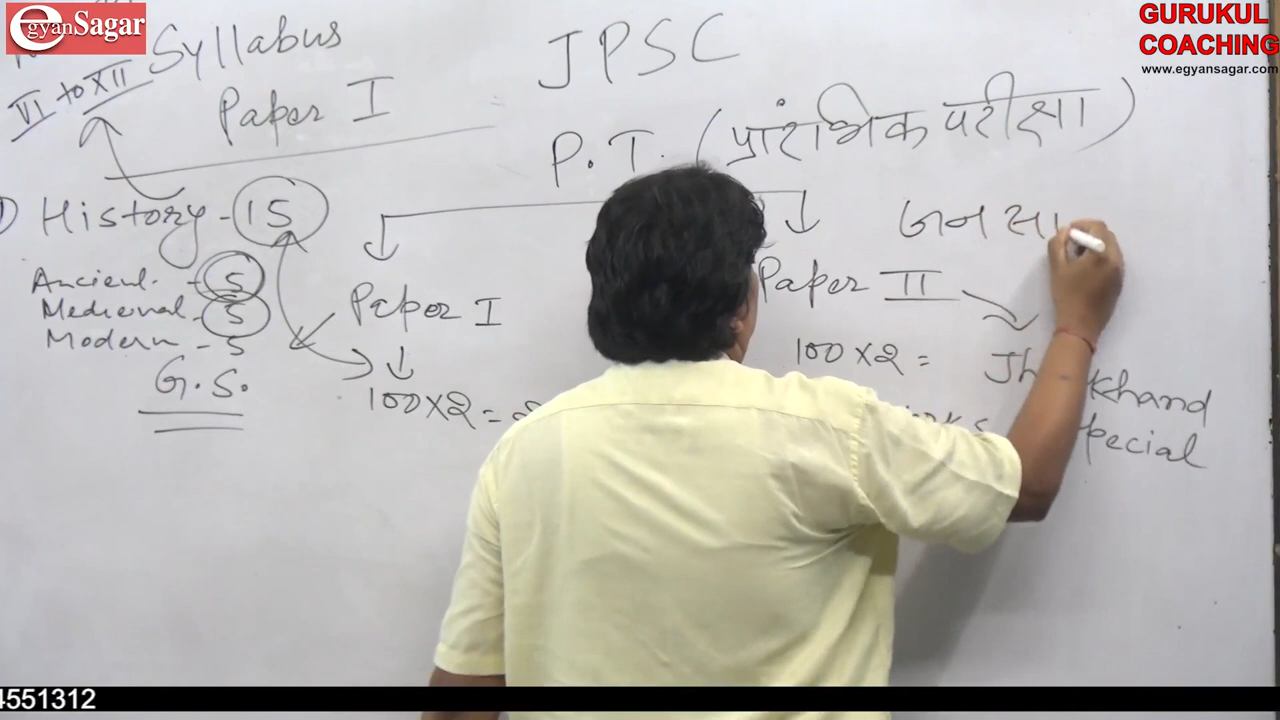 egyanSagar
GURUKUL
COACHING
www.egyansagar.com
Syllabus
VI to XII
Paper I
JPSC
P.T. (प्रारंभिक परीक्षा)
History - 15
Ancient - 5
Medieval - 5
Modern - 5
G.S.
Paper I
100 × 2 =
Paper II
100 × 2 =
Jh khand
pecial
जन सा
4551312